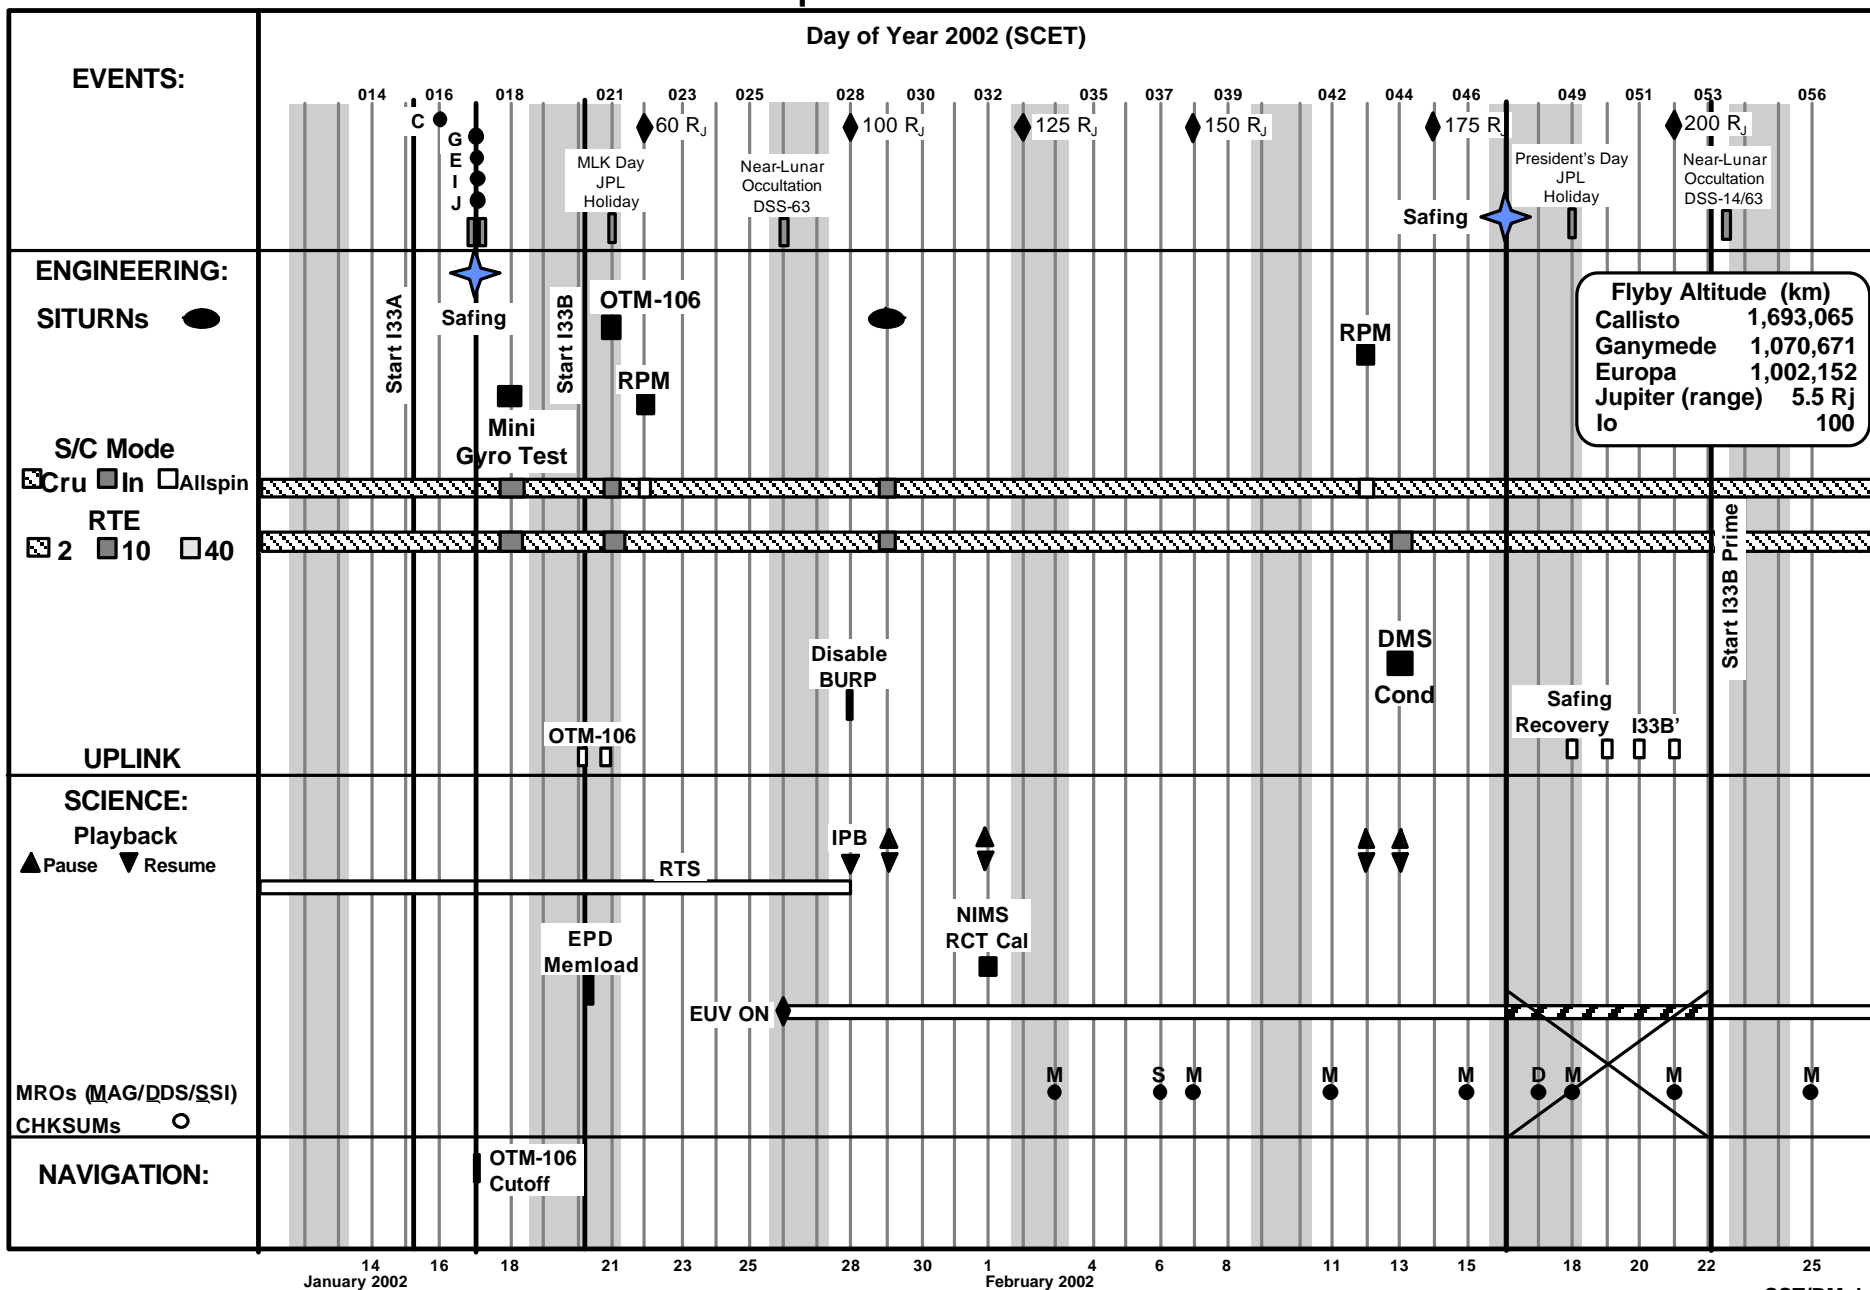 Day of Year 2002 (SCET)
EVENTS:
014 016 018 021 023 025 028 030 032 035 037 039 042 044 046 049 051 053 056
C
G
E
I
J
60 RJ
100 RJ
125 RJ
150 RJ
175 RJ
200 RJ
MLK Day
JPL
Holiday
Near-Lunar
Occultation
DSS-63
Safing
President's Day
JPL
Holiday
Near-Lunar
Occultation
DSS-14/63
ENGINEERING:
SITURNs
Start I33A
Safing
Start I33B
OTM-106
RPM
Mini
Gyro Test
RPM
Flyby Altitude (km)
Callisto 1,693,065
Ganymede 1,070,671
Europa 1,002,152
Jupiter (range) 5.5 Rj
Io 100
S/C Mode
Cru In Allspin
RTE
2 10 40
Start I33B Prime
Disable
BURP
DMS
Cond
OTM-106
Safing
Recovery I33B'
UPLINK
SCIENCE:
Playback
Pause Resume
IPB
RTS
EPD
Memload
NIMS
RCT Cal
EUV ON
M S M M M D M M M
MROs (MAG/DDS/SSI)
CHKSUMs
NAVIGATION:
OTM-106
Cutoff
14 16 18 21 23 25 28 30 1 4 6 8 11 13 15 18 20 22 25
January 2002
February 2002